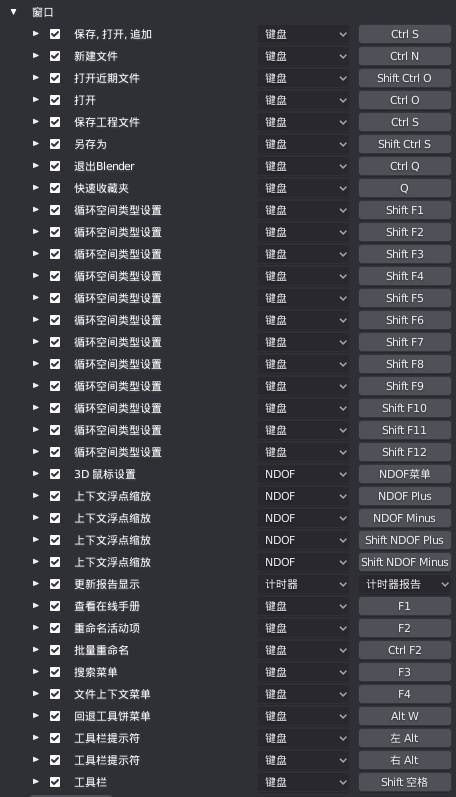 窗口
保存, 打开, 追加 键盘 Ctrl S
新建文件 键盘 Ctrl N
打开近期文件 键盘 Shift Ctrl O
打开 键盘 Ctrl O
保存工程文件 键盘 Ctrl S
另存为 键盘 Shift Ctrl S
退出Blender 键盘 Ctrl Q
快速收藏夹 键盘 Q
循环空间类型设置 键盘 Shift F1
循环空间类型设置 键盘 Shift F2
循环空间类型设置 键盘 Shift F3
循环空间类型设置 键盘 Shift F4
循环空间类型设置 键盘 Shift F5
循环空间类型设置 键盘 Shift F6
循环空间类型设置 键盘 Shift F7
循环空间类型设置 键盘 Shift F8
循环空间类型设置 键盘 Shift F9
循环空间类型设置 键盘 Shift F10
循环空间类型设置 键盘 Shift F11
循环空间类型设置 键盘 Shift F12
3D 鼠标设置 NDOF NDOF菜单
上下文浮点缩放 NDOF NDOF Plus
上下文浮点缩放 NDOF NDOF Minus
上下文浮点缩放 NDOF Shift NDOF Plus
上下文浮点缩放 NDOF Shift NDOF Minus
更新报告显示 计时器 计时器报告
查看在线手册 键盘 F1
重命名活动项 键盘 F2
批量重命名 键盘 Ctrl F2
搜索菜单 键盘 F3
文件上下文菜单 键盘 F4
回退工具饼菜单 键盘 Alt W
工具栏提示符 键盘 左 Alt
工具栏提示符 键盘 右 Alt
工具栏 键盘 Shift 空格